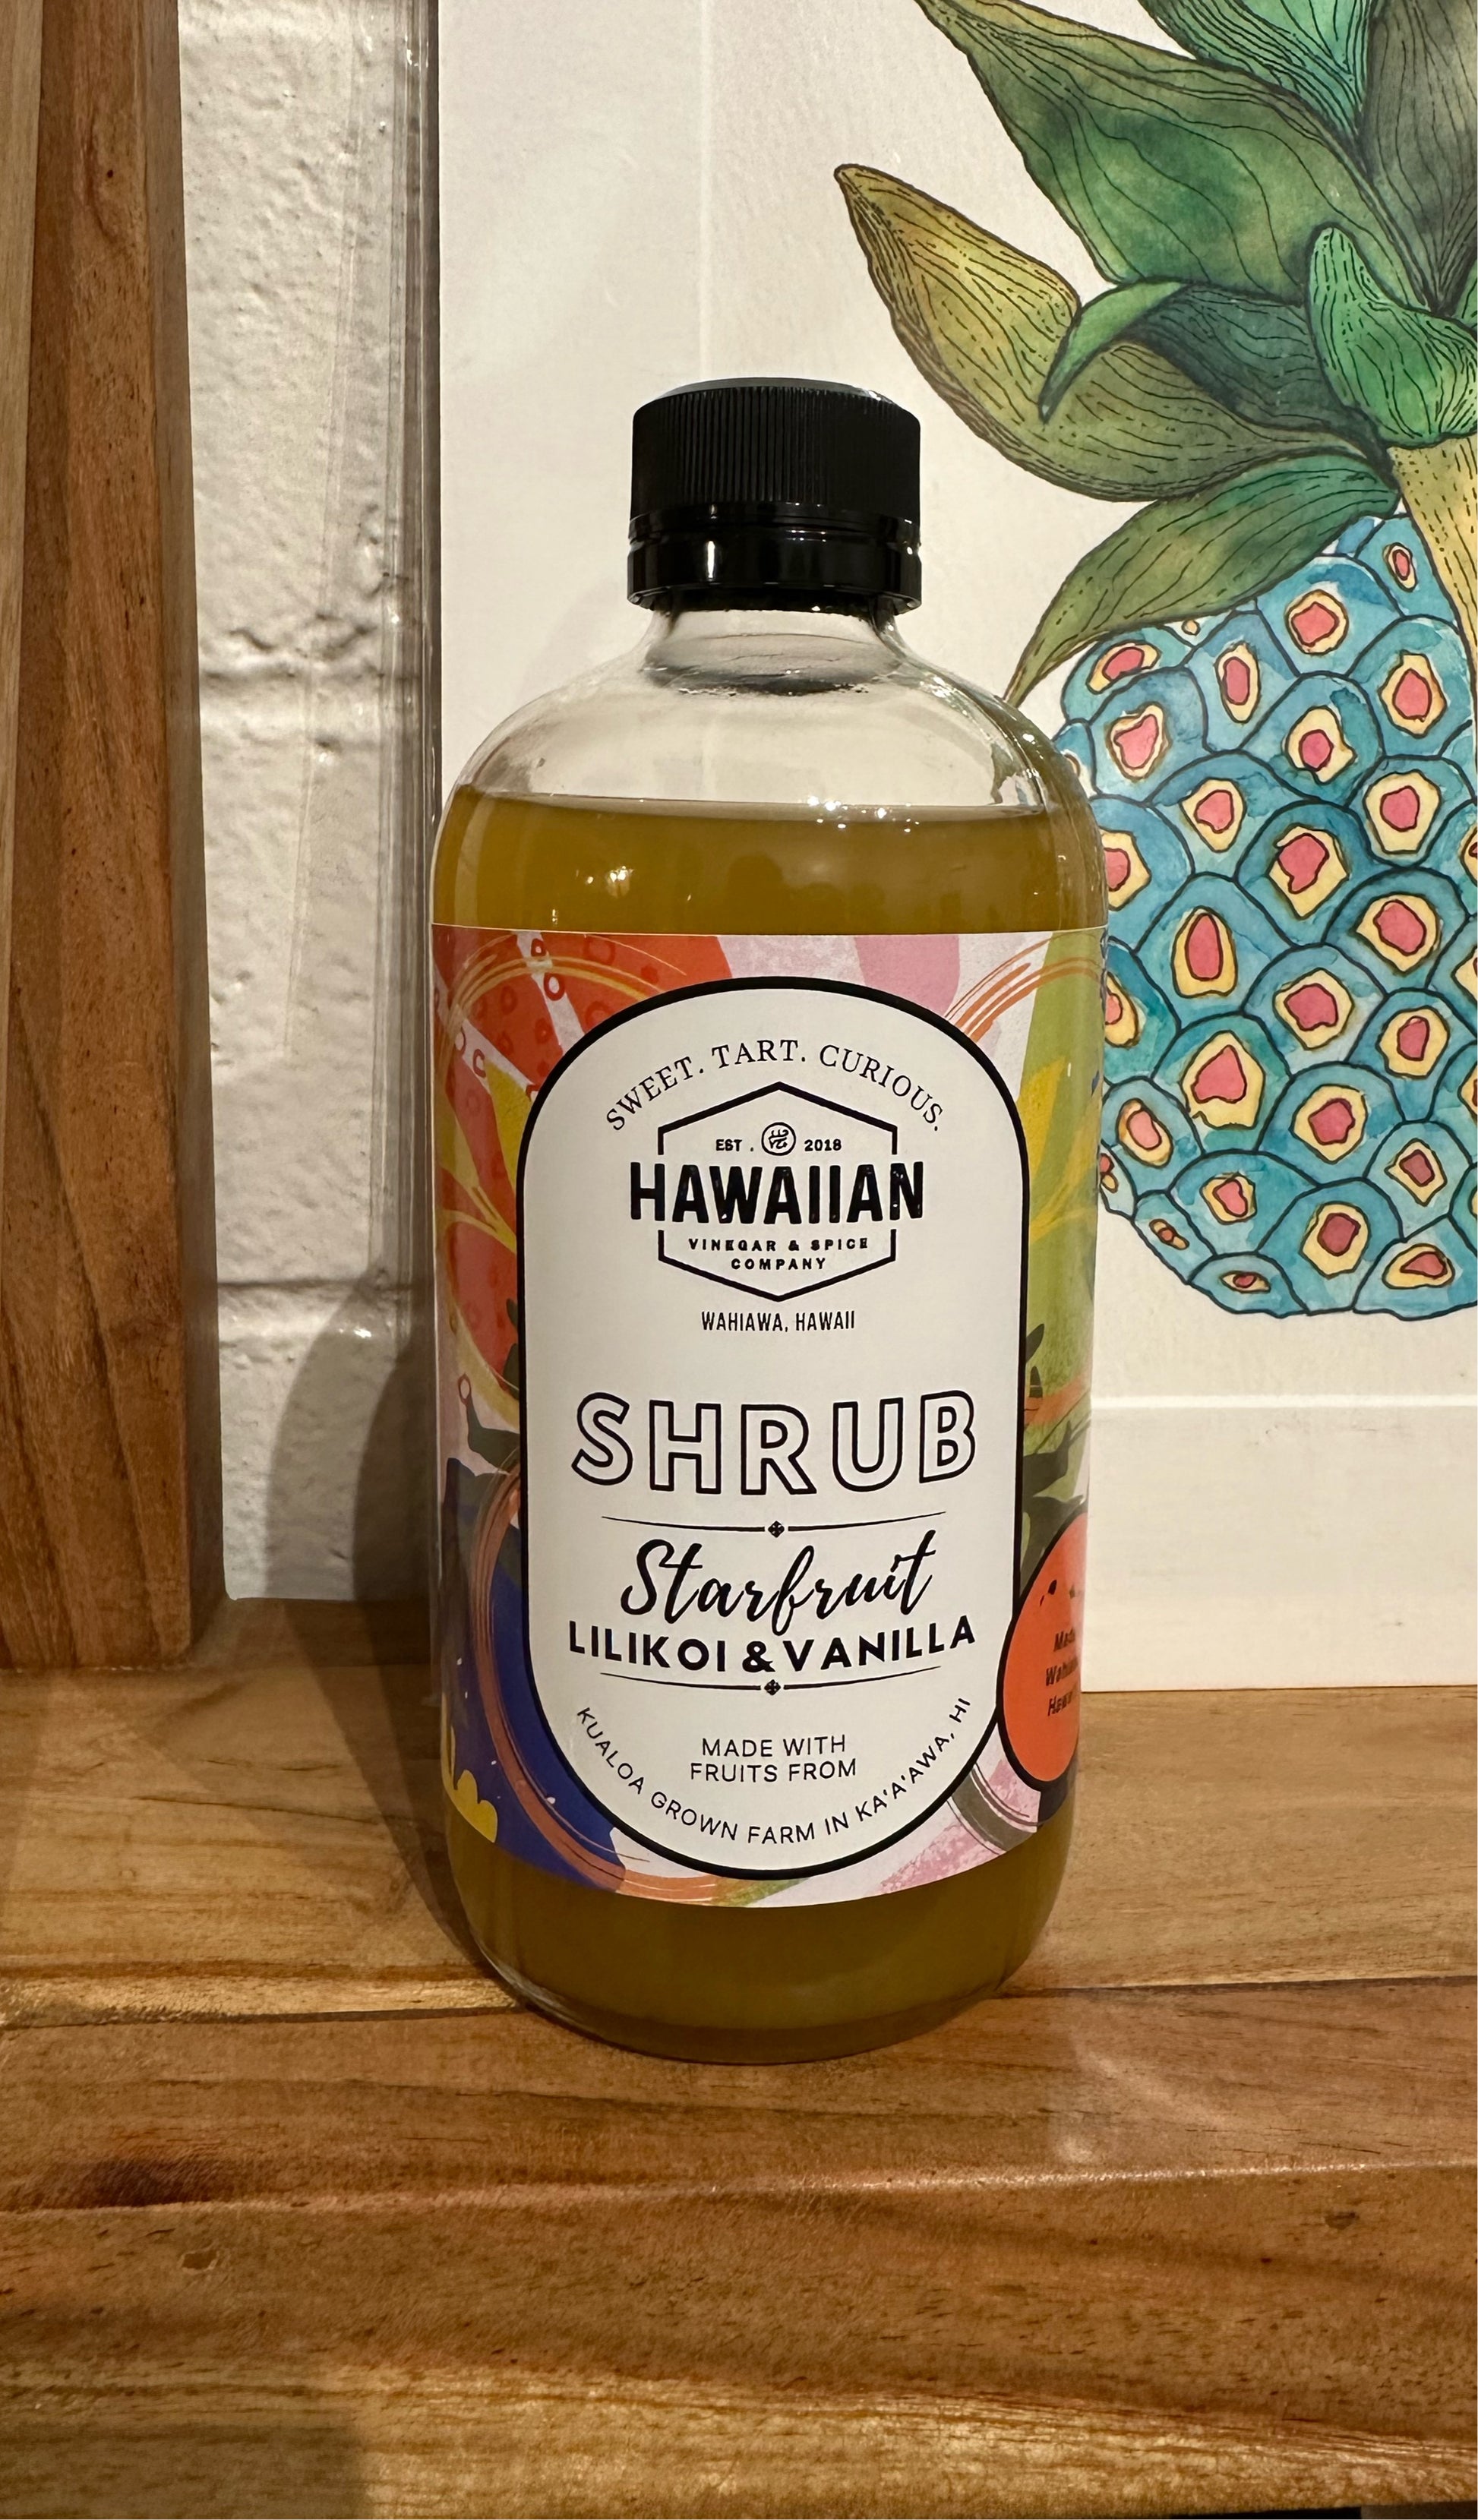 SWEET. TART. CURIOUS.
EST. 2018
HAWAIIAN
VINEGAR & SPICE
COMPANY
WAHIAWA, HAWAII
SHRUB
Starfruit
LILIKOI & VANILLA
MADE WITH
FRUITS FROM
KUALOA GROWN FARM IN KA'A'AWA, HI